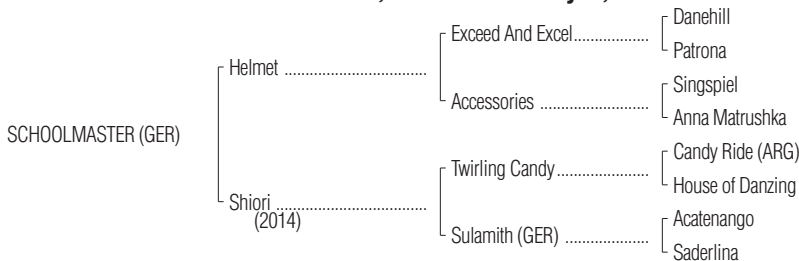 Danehill
Exceed And Excel..................
Patrona
Helmet ..................................
Singspiel
Accessories ..........................
Anna Matrushka
SCHOOLMASTER (GER)
Candy Ride (ARG)
Twirling Candy......................
House of Danzing
Shiori ....................................
(2014)
Acatenango
Sulamith (GER) ....................
Saderlina